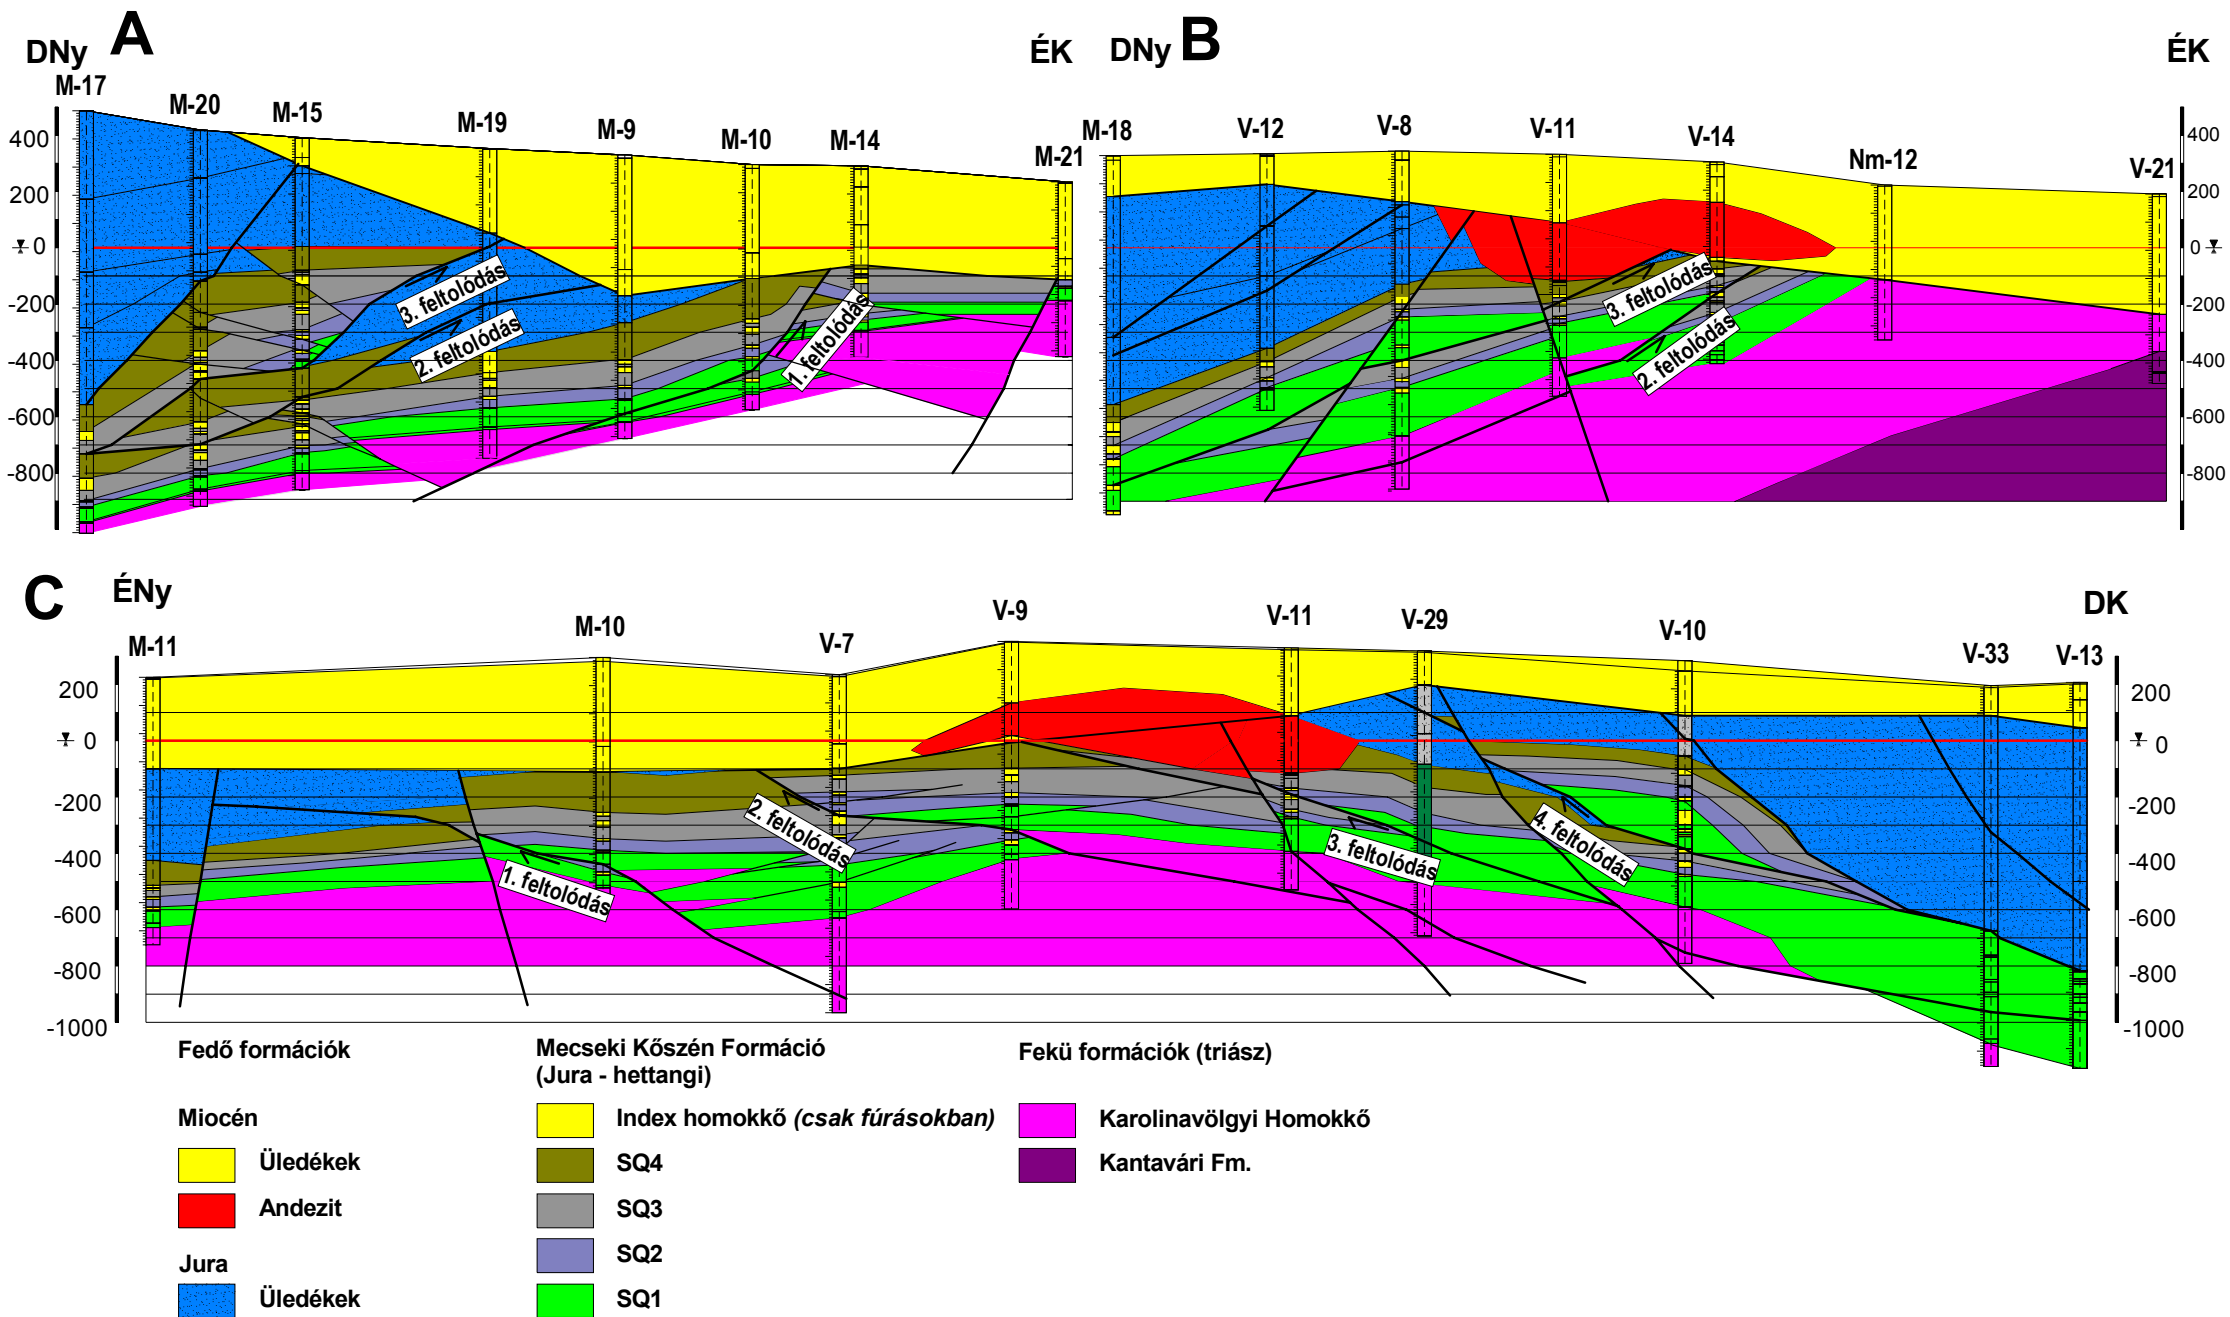 A
DNy
ÉK
M-17
M-20
M-15
M-19
M-9
M-10
M-14
M-21
400
200
0
-200
-400
-600
-800
3. feltolódás
2. feltolódás
1. feltolódás
DNy
B
ÉK
M-18
V-12
V-8
V-11
V-14
Nm-12
V-21
400
200
0
-200
-400
-600
-800
3. feltolódás
2. feltolódás
C
ÉNy
DK
M-11
M-10
V-7
V-9
V-11
V-29
V-10
V-33
V-13
200
0
-200
-400
-600
-800
-1000
200
0
-200
-400
-600
-800
-1000
1. feltolódás
2. feltolódás
3. feltolódás
4. feltolódás
Fedő formációk
Miocén
Üledékek
Andezit
Jura
Üledékek
Mecseki Kőszén Formáció
(Jura - hettangi)
Index homokkő (csak fúrásokban)
SQ4
SQ3
SQ2
SQ1
Fekü formációk (triász)
Karolinavölgyi Homokkő
Kantavári Fm.